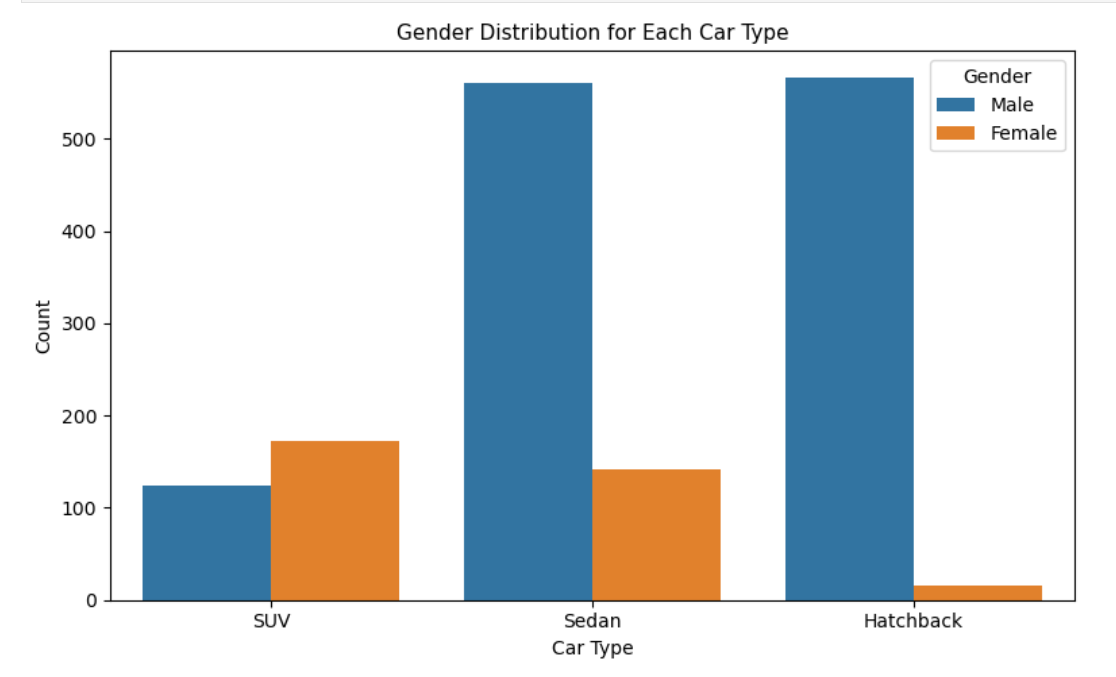 Gender Distribution for Each Car Type
Gender
Male
Female
Count
500
400
300
200
100
0
SUV Sedan Hatchback
Car Type